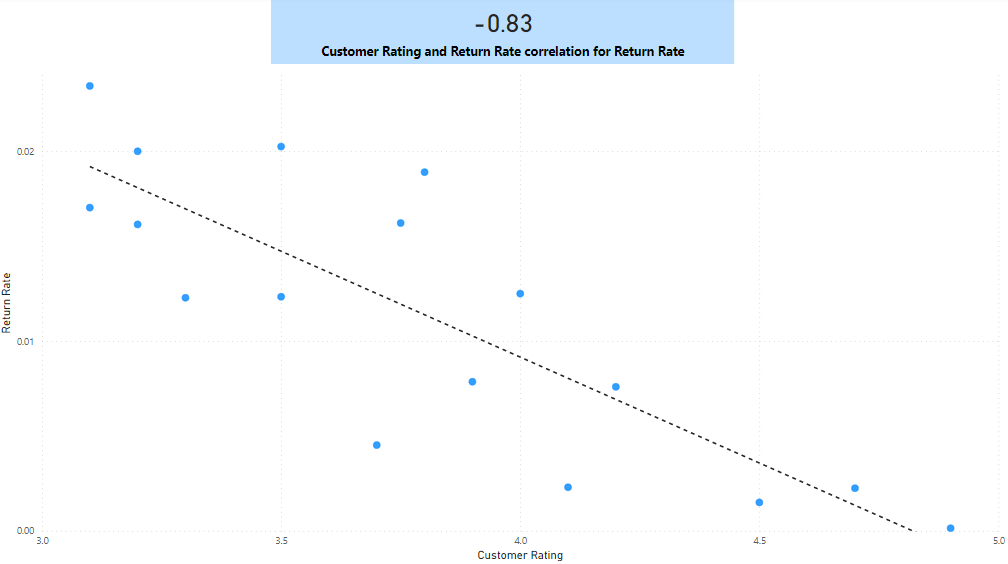 -0.83
Customer Rating and Return Rate correlation for Return Rate
0.02
0.01
0.00
Return Rate
3.0 3.5 4.0 4.5 5.0
Customer Rating